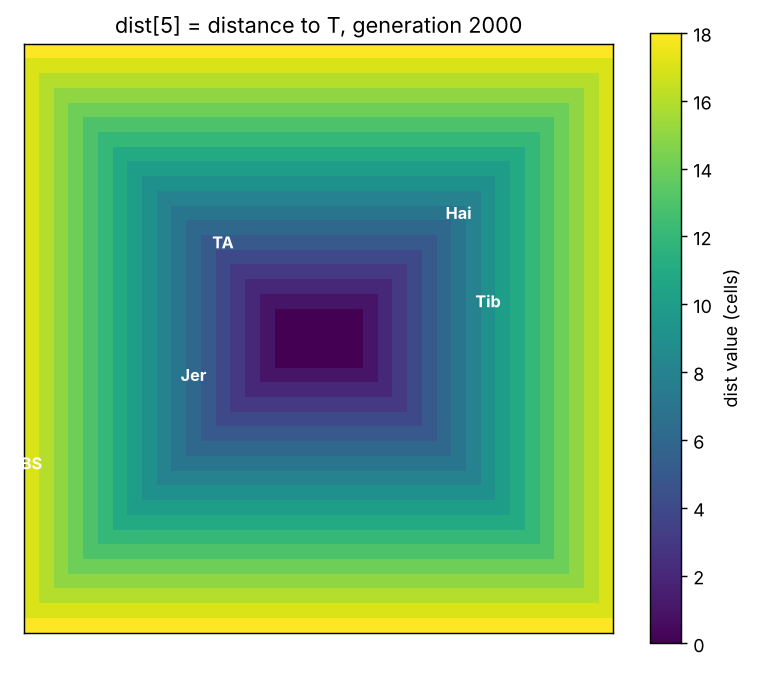 dist[5] = distance to T, generation 2000
Hai
TA
Tib
Jer
BS
18
16
14
12
10
8
6
4
2
0
dist value (cells)